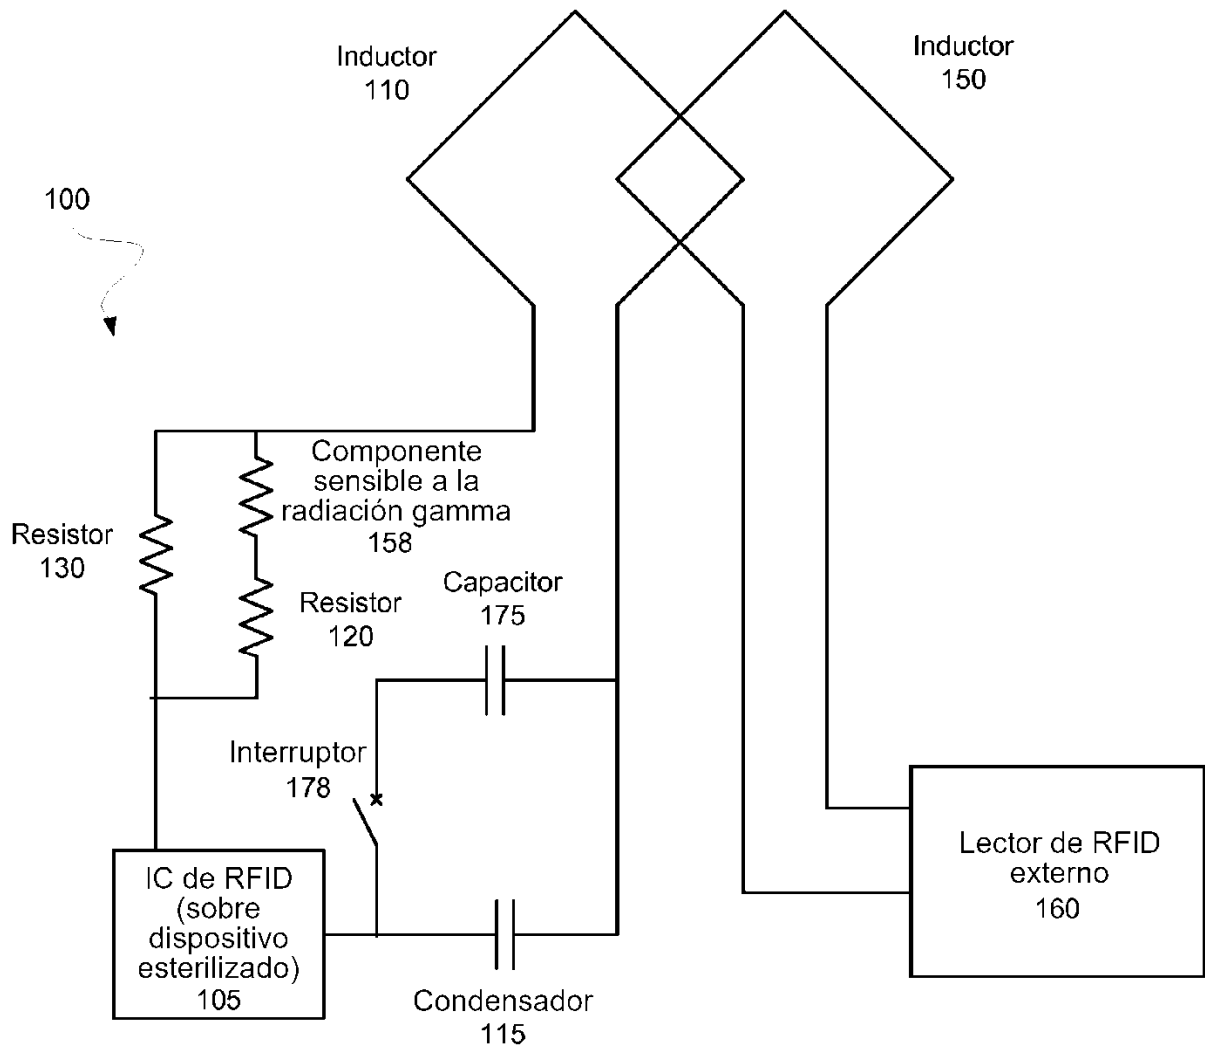 Inductor
110
Inductor
150
100
Componente
sensible a la
radiación gamma
158
Resistor
130
Resistor
120
Capacitor
175
Interruptor
178
IC de RFID
(sobre
dispositivo
esterilizado)
105
Lector de RFID
externo
160
Condensador
115